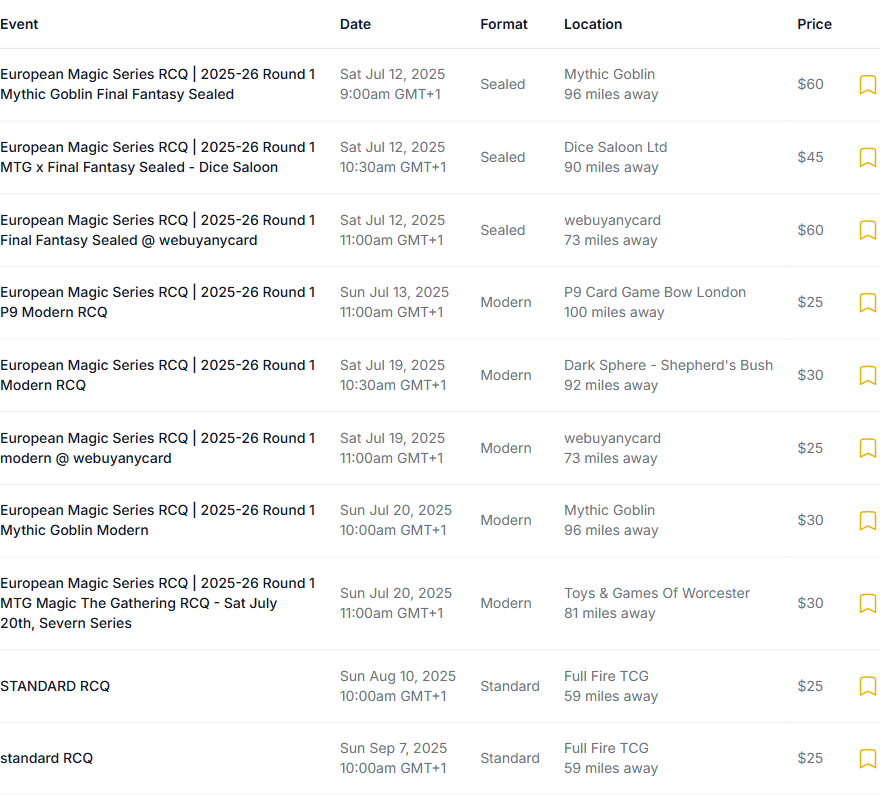 Event Date Format Location Price
European Magic Series RCQ | 2025-26 Round 1 Sat Jul 12, 2025 Sealed Mythic Goblin $60
Mythic Goblin Final Fantasy Sealed 9:00am GMT+1 96 miles away
European Magic Series RCQ | 2025-26 Round 1 Sat Jul 12, 2025 Sealed Dice Saloon Ltd $45
MTG x Final Fantasy Sealed - Dice Saloon 10:30am GMT+1 90 miles away
European Magic Series RCQ | 2025-26 Round 1 Sat Jul 12, 2025 Sealed webuyanycard $60
Final Fantasy Sealed @ webuyanycard 11:00am GMT+1 73 miles away
European Magic Series RCQ | 2025-26 Round 1 Sun Jul 13, 2025 Modern P9 Card Game Bow London $25
P9 Modern RCQ 11:00am GMT+1 100 miles away
European Magic Series RCQ | 2025-26 Round 1 Sat Jul 19, 2025 Modern Dark Sphere - Shepherd's Bush $30
Modern RCQ 10:30am GMT+1 92 miles away
European Magic Series RCQ | 2025-26 Round 1 Sat Jul 19, 2025 Modern webuyanycard $25
modern @ webuyanycard 11:00am GMT+1 73 miles away
European Magic Series RCQ | 2025-26 Round 1 Sun Jul 20, 2025 Modern Mythic Goblin $30
Mythic Goblin Modern 10:00am GMT+1 96 miles away
European Magic Series RCQ | 2025-26 Round 1 Sun Jul 20, 2025 Modern Toys & Games Of Worcester $30
MTG Magic The Gathering RCQ - Sat July 11:00am GMT+1 81 miles away
20th, Severn Series
STANDARD RCQ Sun Aug 10, 2025 Standard Full Fire TCG $25
10:00am GMT+1 59 miles away
standard RCQ Sun Sep 7, 2025 Standard Full Fire TCG $25
10:00am GMT+1 59 miles away